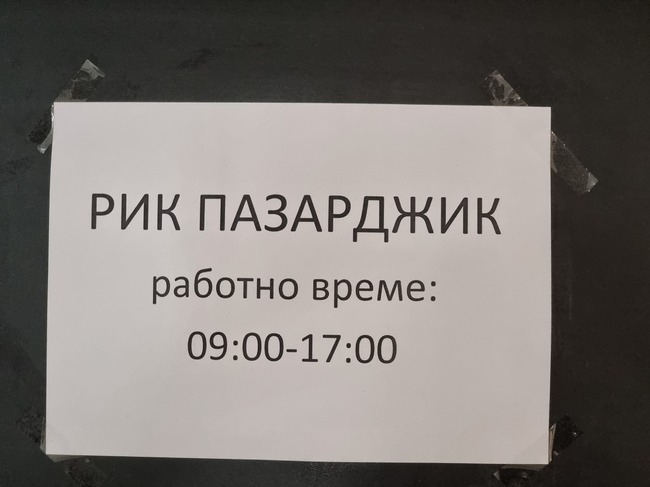 РИК ПАЗАРДЖИК
работно време:
09:00-17:00